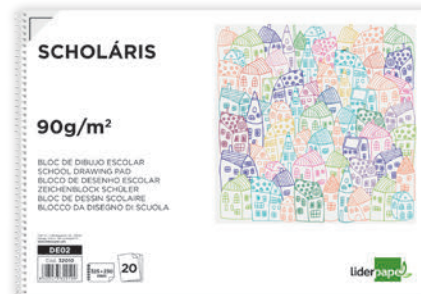 SCHOLÁRIS
90g/m²
BLOC DE DIBUJO ESCOLAR
SCHOOL DRAWING PAD
BLOCO DE DESENHO ESCOLAR
ZEICHENBLOCK SCHÜLER
BLOC DE DESSIN SCOLAIRE
BLOCCO DA DISEGNO DI SCUOLA
DE02
20
liderpapel